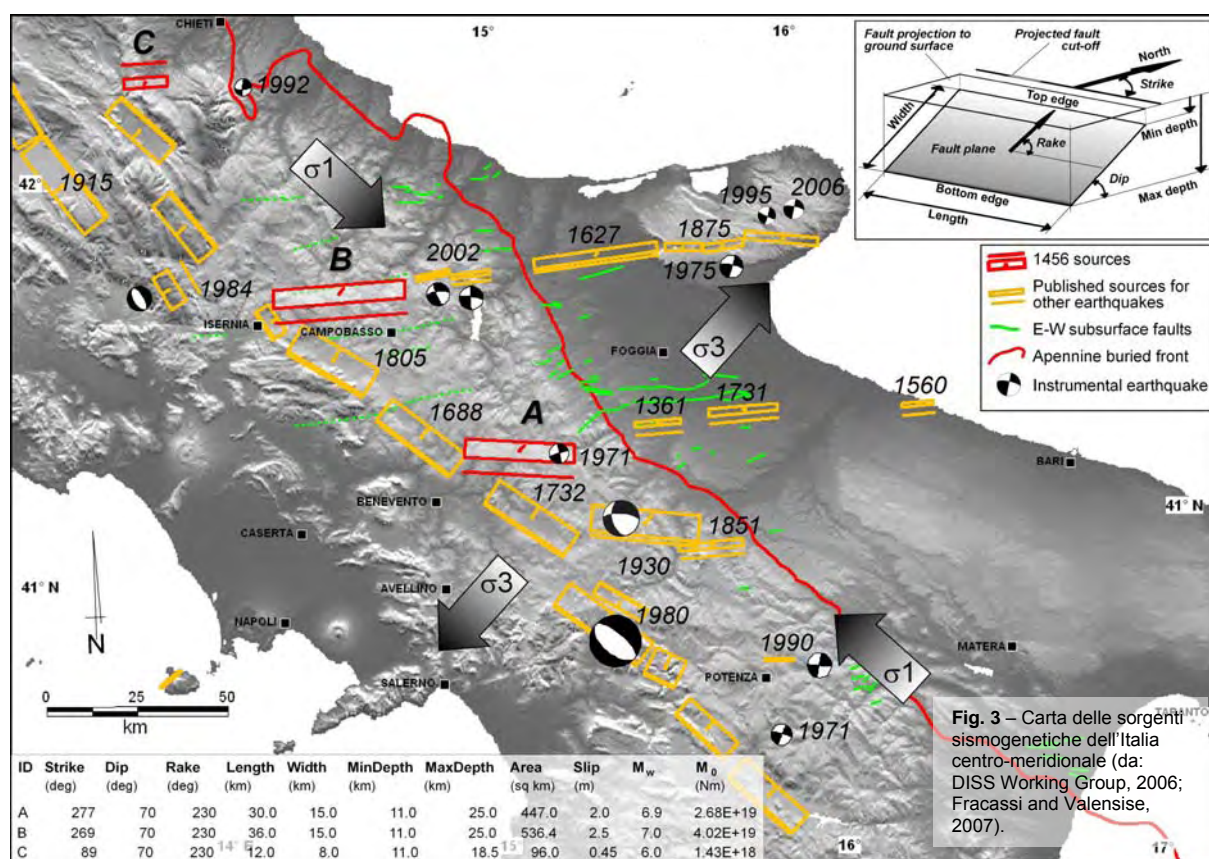 CHIETI
C
1992
15°
16°
Fault projection to
ground surface
Projected fault
cut-off
North
Strike
Top edge
Width
Rake
Fault plane
Min depth
Dip
Bottom edge
Max depth
Length
42°
1915
σ1
1995
2006
1627
1875
1975
2002
B
1984
ISERNIA
CAMPOBASSO
1805
FOGGIA
σ3
1456 sources
Published sources for
other earthquakes
E-W subsurface faults
Apennine buried front
Instrumental earthquake
1688
A
1361
1731
1560
1971
BARI
BENEVENTO
1732
41° N
CASERTA
1851
1930
41° N
AVELLINO
σ3
NAPOLI
1980
N
1990
MATERA
SALERNO
POTENZA
σ1
0 25 50
km
1971
TARANTO
Fig. 3 – Carta delle sorgenti
sismogenetiche dell'Italia
centro-meridionale (da:
DISS Working Group, 2006;
Fracassi and Valensise,
2007).
ID Strike Dip Rake Length Width MinDepth MaxDepth Area Slip Mw M0
(deg) (deg) (deg) (km) (km) (km) (km) (sq km) (m) (Nm)
A 277 70 230 30.0 15.0 11.0 25.0 447.0 2.0 6.9 2.68E+19
B 269 70 230 36.0 15.0 11.0 25.0 536.4 2.5 7.0 4.02E+19
C 89 70 230 12.0 8.0 11.0 18.5 96.0 0.45 6.0 1.43E+18
14° E
15°
16°
17°